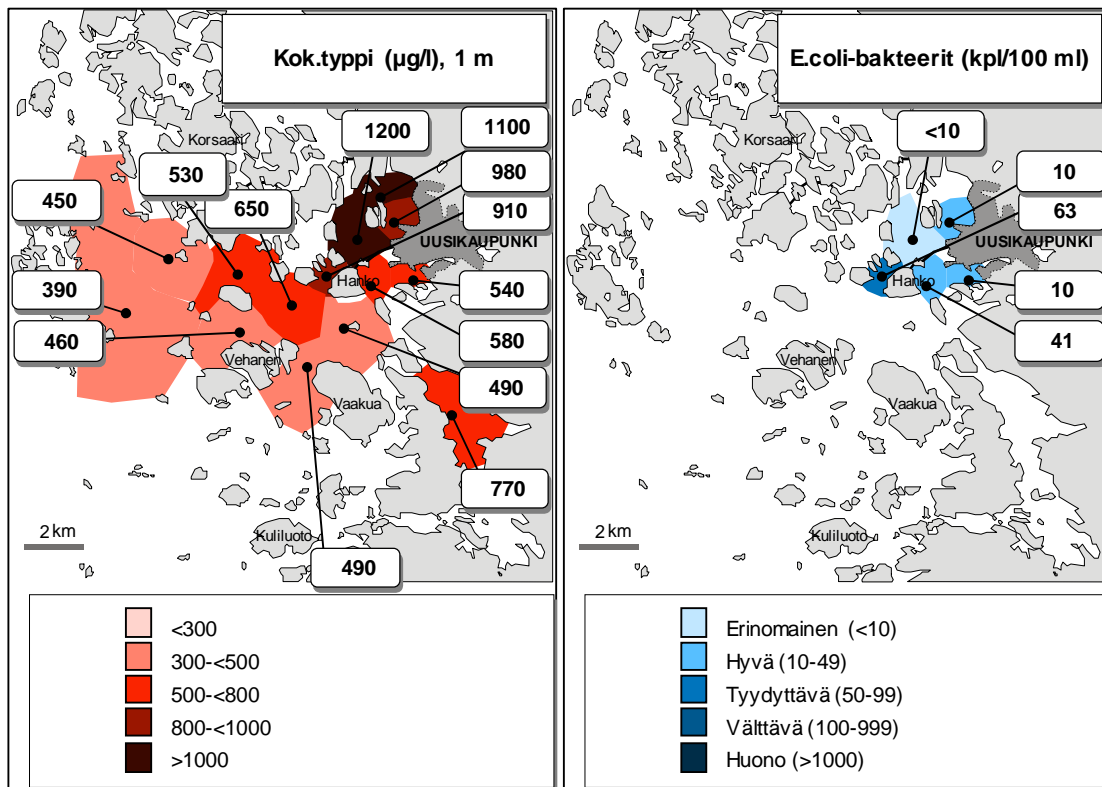 Kok.typpi (µg/l), 1 m
Korsaari
1200
1100
530
980
450
650
910
UUSIKAUPUNKI
390
Hanko
540
460
580
Vehanen
490
Vaakua
770
2 km
Kuliluoto
490
<300
300-<500
500-<800
800-<1000
>1000
E.coli-bakteerit (kpl/100 ml)
Korsaari
<10
10
63
UUSIKAUPUNKI
Hanko
10
41
Vehanen
Vaakua
2 km
Kuliluoto
Erinomainen (<10)
Hyvä (10-49)
Tyydyttävä (50-99)
Välttävä (100-999)
Huono (>1000)